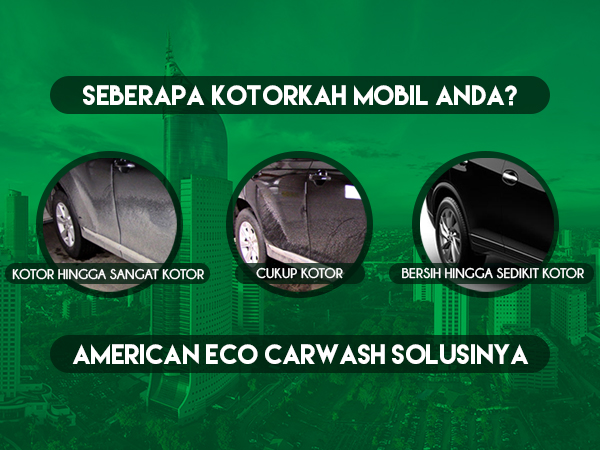 SEBERAPA KOTORKAH MOBIL ANDA?
KOTOR HINGGA SANGAT KOTOR
CUKUP KOTOR
BERSIH HINGGA SEDIKIT KOTOR
AMERICAN ECO CARWASH SOLUSINYA